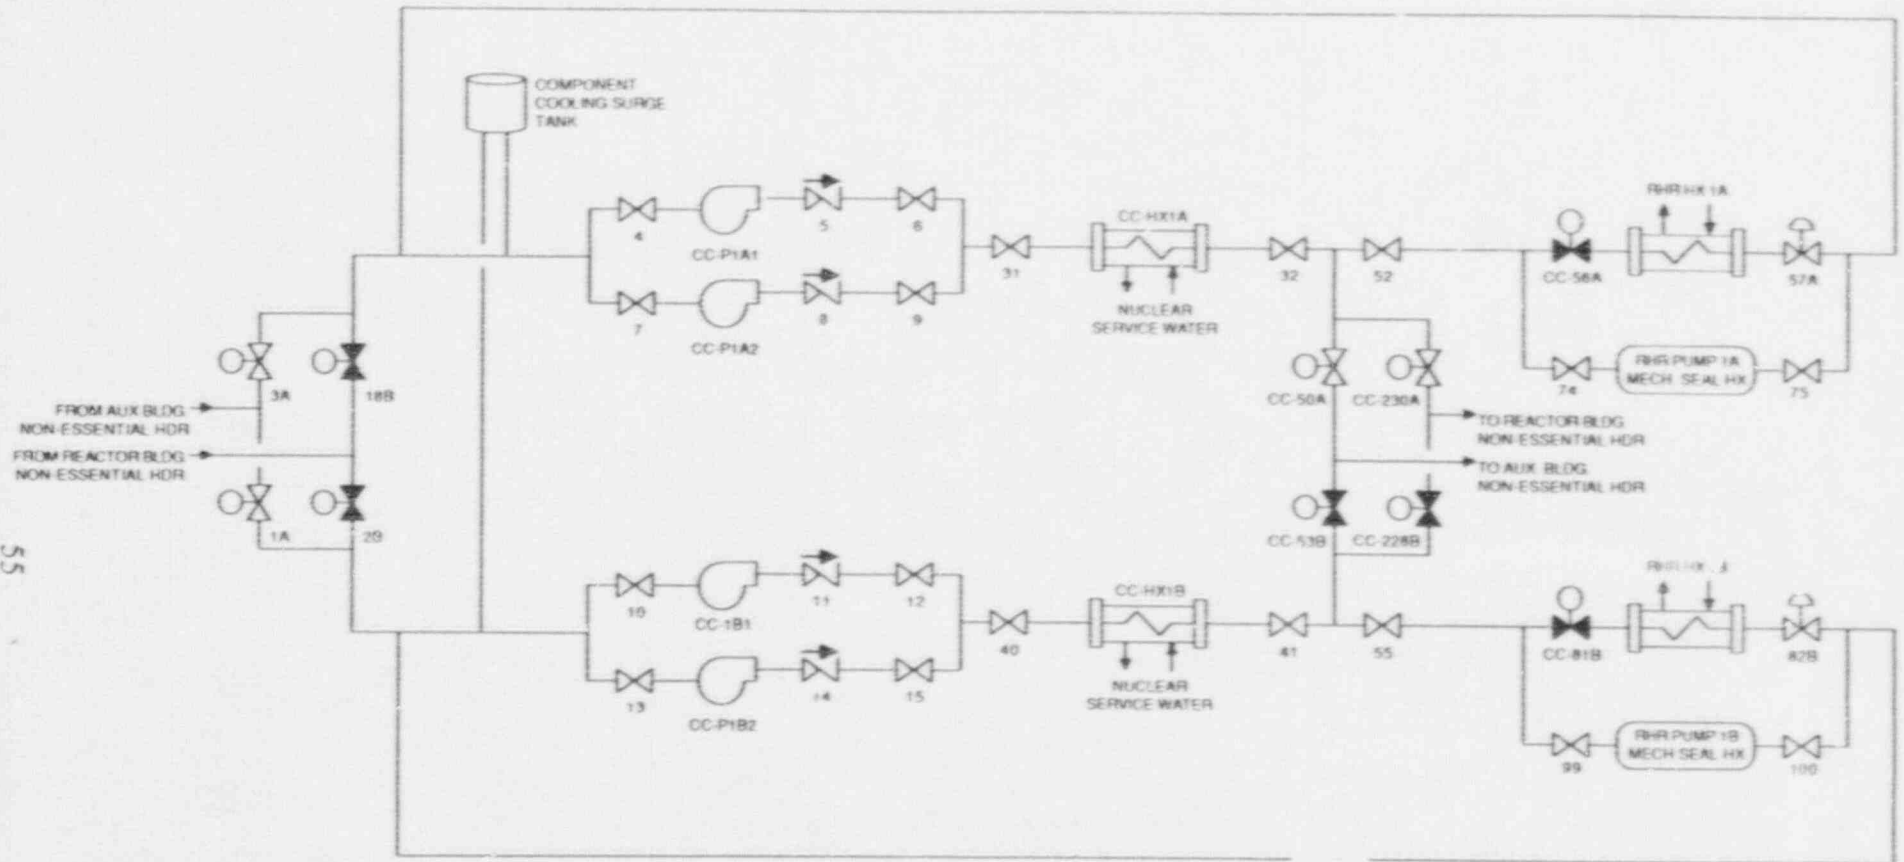 COMPONENT
COOLING SURGE
TANK
RHR HX 1A
5
6
CC-HX1A
4
CC-P1A1
31
32
52
CC-56A
57A
8
9
NUCLEAR
SERVICE WATER
7
CC-P1A2
RHR PUMP 1A
MECH. SEAL HX
74
75
3A
18B
CC-50A
CC-230A
FROM AUX BLDG.
NON-ESSENTIAL HDR
TO REACTOR BLDG.
NON-ESSENTIAL HDR
FROM REACTOR BLDG
NON-ESSENTIAL HDR
TO AUX. BLDG.
NON-ESSENTIAL HDR
1A
2B
CC-53B
CC-228B
55
RHR HX
CC-HX1B
10
CC-1B1
11
12
40
41
55
CC-81B
82B
13
CC-P1B2
14
15
NUCLEAR
SERVICE WATER
RHR PUMP 1B
MECH SEAL HX
99
100